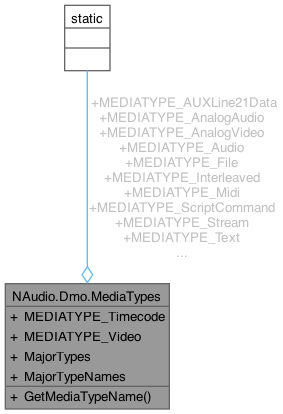 static
+MEDIATYPE_AUXLine21Data
+MEDIATYPE_AnalogAudio
+MEDIATYPE_AnalogVideo
+MEDIATYPE_Audio
+MEDIATYPE_File
+MEDIATYPE_Interleaved
+MEDIATYPE_Midi
+MEDIATYPE_ScriptCommand
+MEDIATYPE_Stream
+MEDIATYPE_Text
...
NAudio.Dmo.MediaTypes
+ MEDIATYPE_Timecode
+ MEDIATYPE_Video
+ MajorTypes
+ MajorTypeNames
+ GetMediaTypeName()